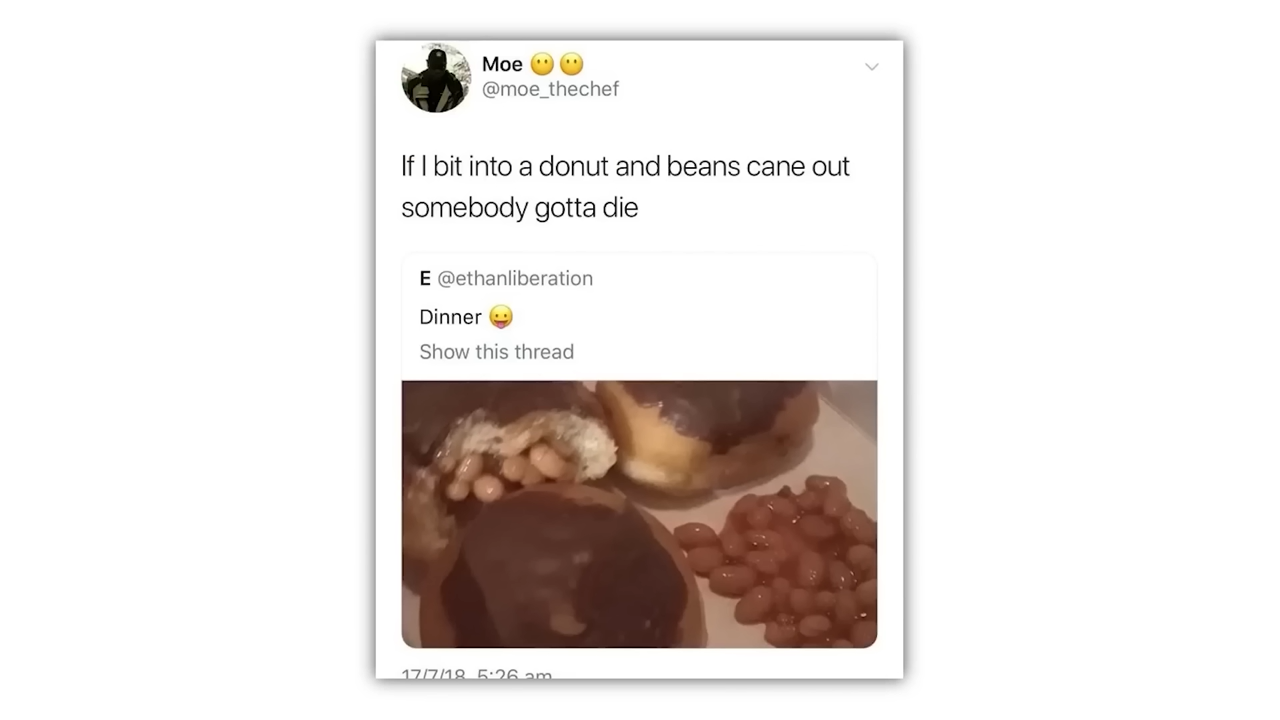 Moe 😶😶
@moe_thechef
If I bit into a donut and beans cane out
somebody gotta die
E @ethanliberation
Dinner 😛
Show this thread
17/7/18, 5:26 am